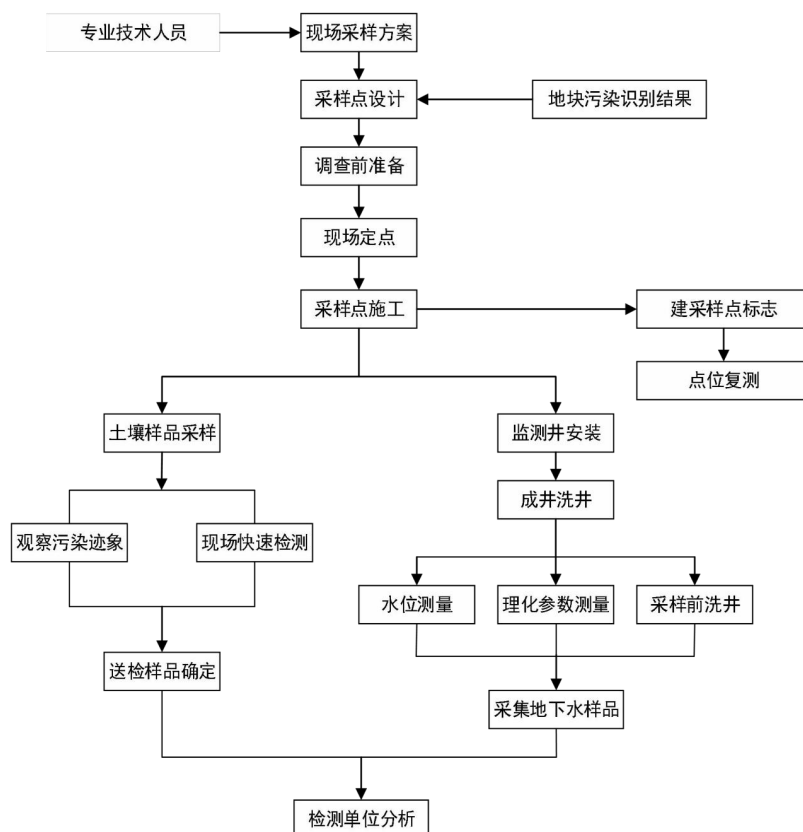 专业技术人员
现场采样方案
采样点设计
地块污染识别结果
调查前准备
现场定点
采样点施工
建采样点标志
点位复测
土壤样品采样
监测井安装
成井洗井
观察污染迹象
现场快速检测
水位测量
理化参数测量
采样前洗井
送检样品确定
采集地下水样品
检测单位分析